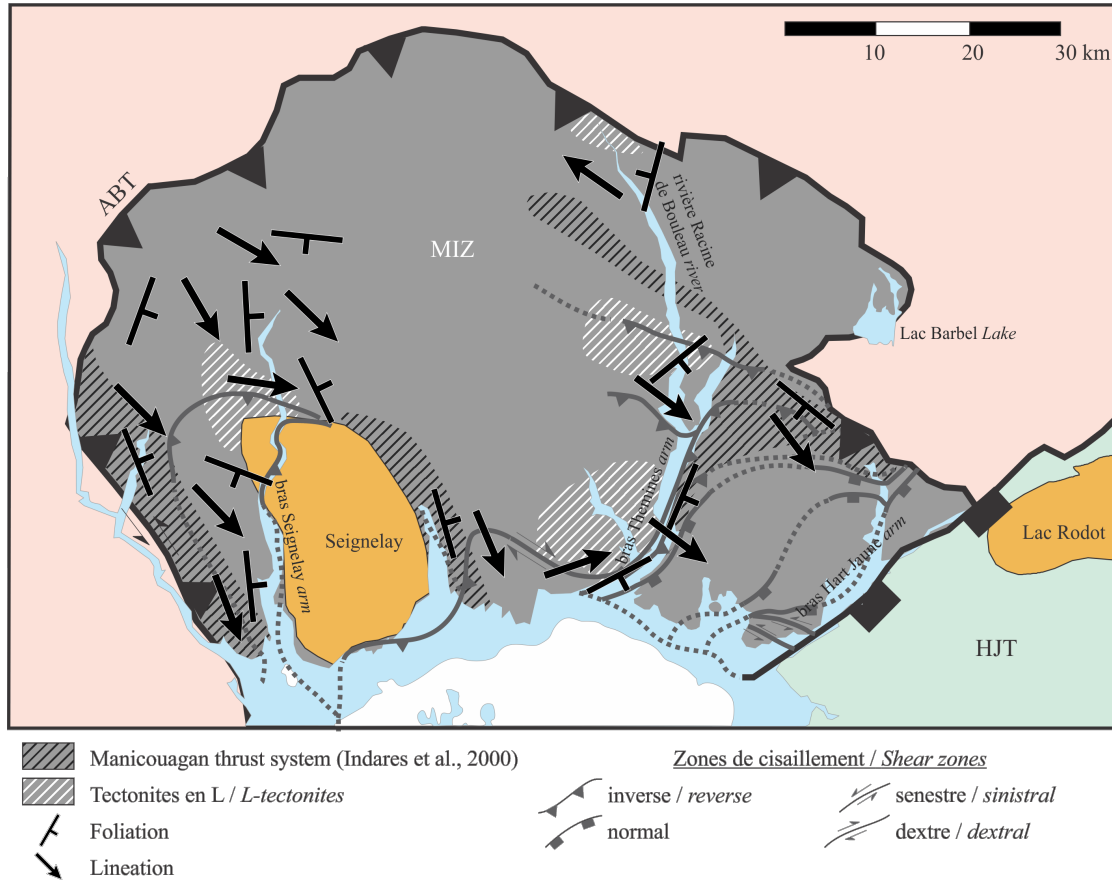 10
20
30 km
ABT
MIZ
rivière Racine
de Bouleau river
Lac Barbel Lake
bras Seignelay arm
Seignelay
bras Themines arm
bras Hart Jaune arm
Lac Rodot
HJT
Manicouagan thrust system (Indares et al., 2000)
Tectonites en L / L-tectonites
Foliation
Lineation
Zones de cisaillement / Shear zones
inverse / reverse
normal
senestre / sinistral
dextre / dextral